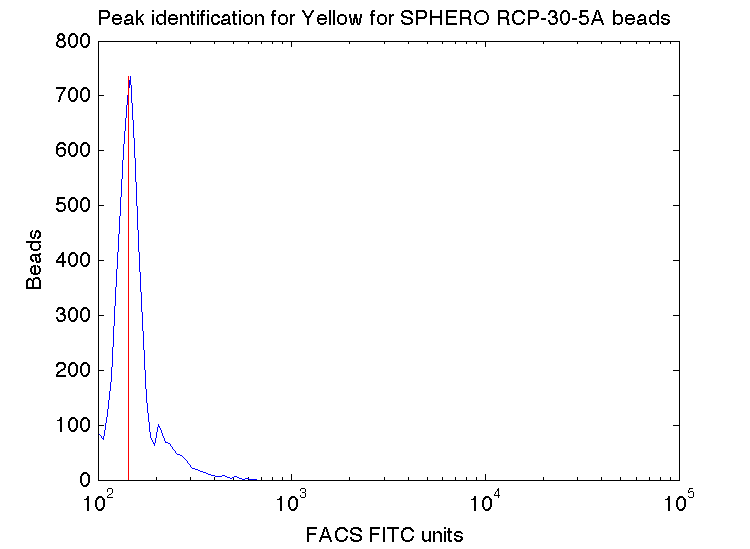 Peak identification for Yellow for SPHERO RCP-30-5A beads
800
700
600
500
400
300
200
100
0
Beads
10^2 10^3 10^4 10^5
FACS FITC units